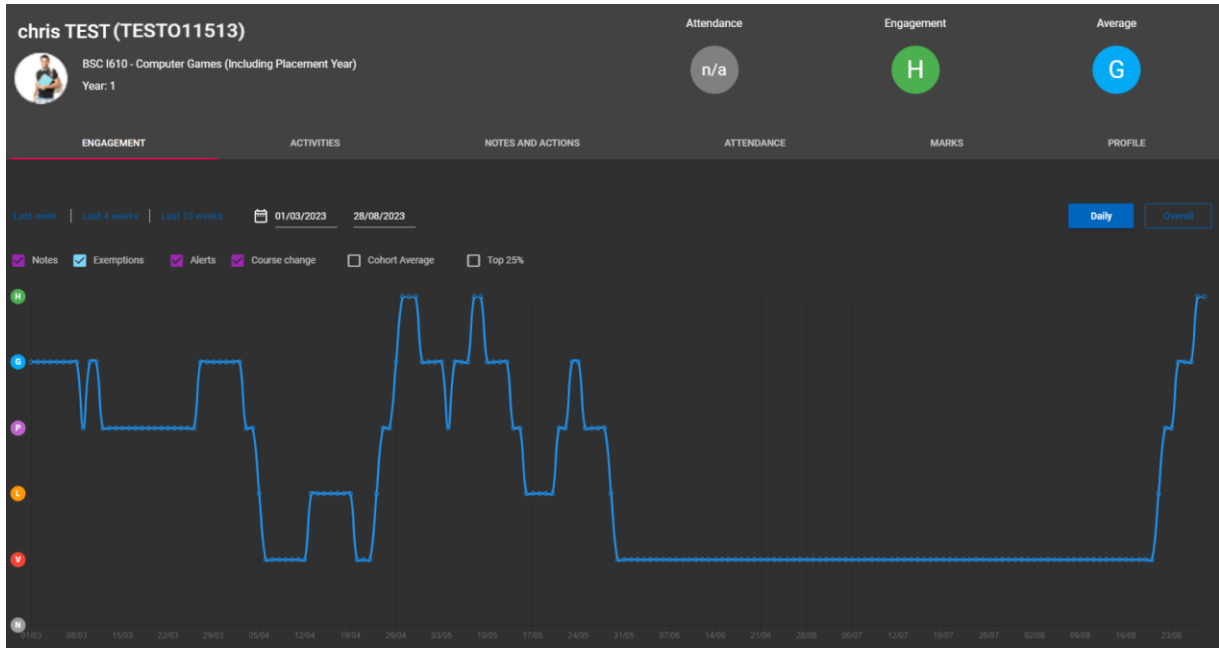 chris TEST (TESTO11513)
BSC I610 - Computer Games (Including Placement Year)
Year: 1
Attendance
n/a
Engagement
H
Average
G
ENGAGEMENT ACTIVITIES NOTES AND ACTIONS ATTENDANCE MARKS PROFILE
Last week | Last 4 weeks | Last 10 weeks 01/03/2023 28/08/2023 Daily Overall
Notes Exemptions Alerts Course change Cohort Average Top 25%
H
G
P
L
V
N
01/03 08/03 15/03 22/03 29/03 05/04 12/04 19/04 26/04 03/05 10/05 17/05 24/05 31/05 07/06 14/06 21/06 28/06 05/07 12/07 19/07 26/07 02/08 09/08 16/08 23/08